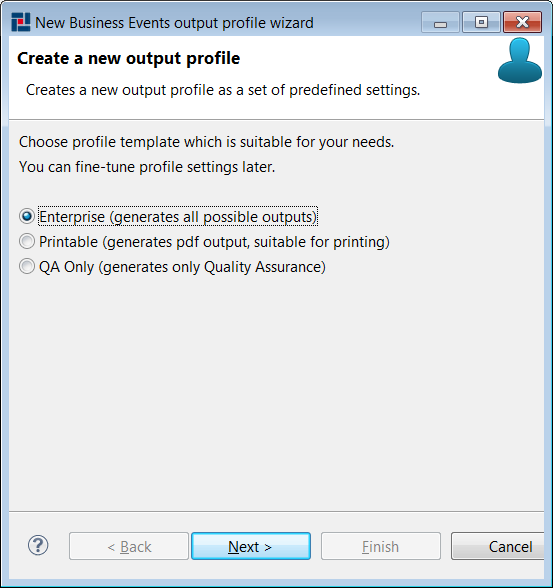 New Business Events output profile wizard
Create a new output profile
Creates a new output profile as a set of predefined settings.
Choose profile template which is suitable for your needs.
You can fine-tune profile settings later.
Enterprise (generates all possible outputs)
Printable (generates pdf output, suitable for printing)
QA Only (generates only Quality Assurance)
? < Back Next > Finish Cancel